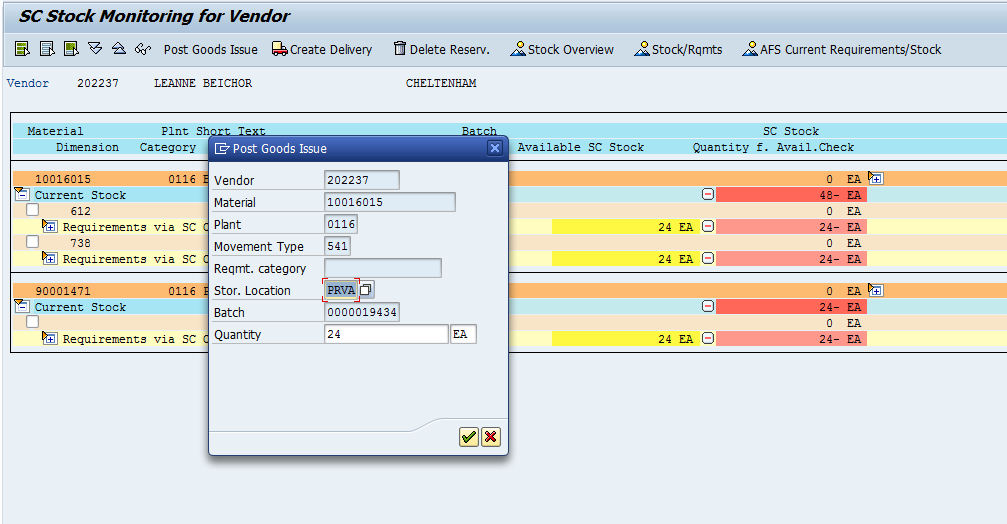 SC Stock Monitoring for Vendor
Post Goods Issue Create Delivery Delete Reserv. Stock Overview Stock/Rqmts AFS Current Requirements/Stock
Vendor 202237 LEANNE BEICHOR CHELTENHAM
Material Plnt Short Text Batch SC Stock
Dimension Category Available SC Stock Quantity f. Avail.Check
10016015 0116 0 EA
Current Stock 48- EA
612 0 EA
Requirements via SC 24 EA 24- EA
738 0 EA
Requirements via SC 24 EA 24- EA
90001471 0116 0 EA
Current Stock 24- EA
0 EA
Requirements via SC 24 EA 24- EA
Post Goods Issue
Vendor 202237
Material 10016015
Plant 0116
Movement Type 541
Reqmt. category
Stor. Location PRVA
Batch 0000019434
Quantity 24 EA